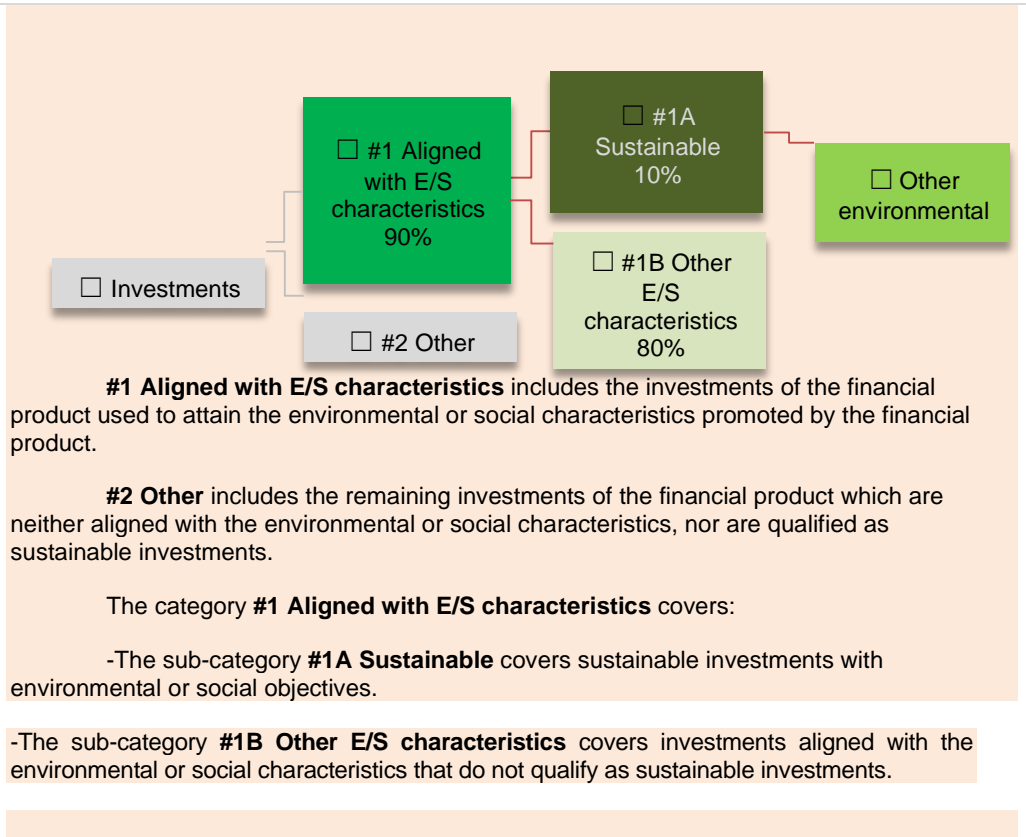 ☐ #1A
Sustainable
10%
☐ #1 Aligned
with E/S
characteristics
90%
☐ Other
environmental
☐ #1B Other
E/S
characteristics
80%
☐ Investments
☐ #2 Other
#1 Aligned with E/S characteristics includes the investments of the financial
product used to attain the environmental or social characteristics promoted by the financial
product.
#2 Other includes the remaining investments of the financial product which are
neither aligned with the environmental or social characteristics, nor are qualified as
sustainable investments.
The category #1 Aligned with E/S characteristics covers:
-The sub-category #1A Sustainable covers sustainable investments with
environmental or social objectives.
-The sub-category #1B Other E/S characteristics covers investments aligned with the
environmental or social characteristics that do not qualify as sustainable investments.